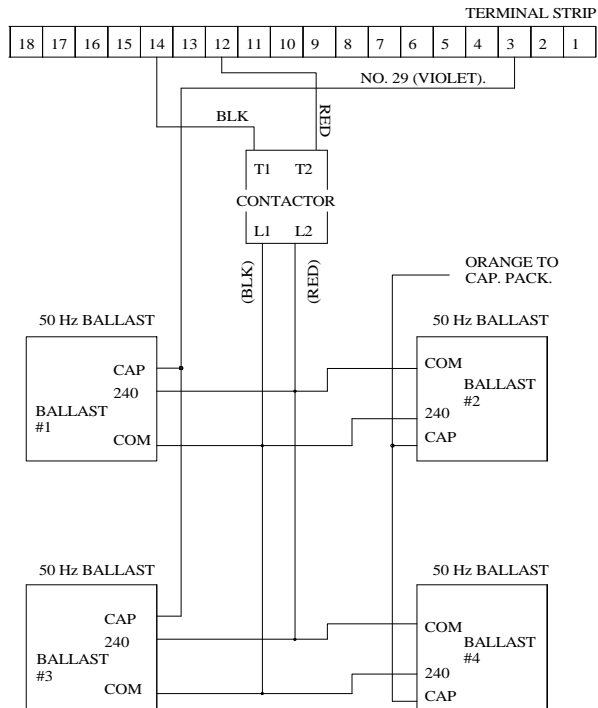 TERMINAL STRIP
18 17 16 15 14 13 12 11 10 9 8 7 6 5 4 3 2 1
NO. 29 (VIOLET).
BLK
RED
T1 T2
CONTACTOR
L1 L2
(BLK)
(RED)
ORANGE TO
CAP. PACK.
50 Hz BALLAST
CAP
240
BALLAST
#1
COM
50 Hz BALLAST
COM
BALLAST
#2
240
CAP
50 Hz BALLAST
CAP
240
BALLAST
#3
COM
50 Hz BALLAST
COM
BALLAST
#4
240
CAP